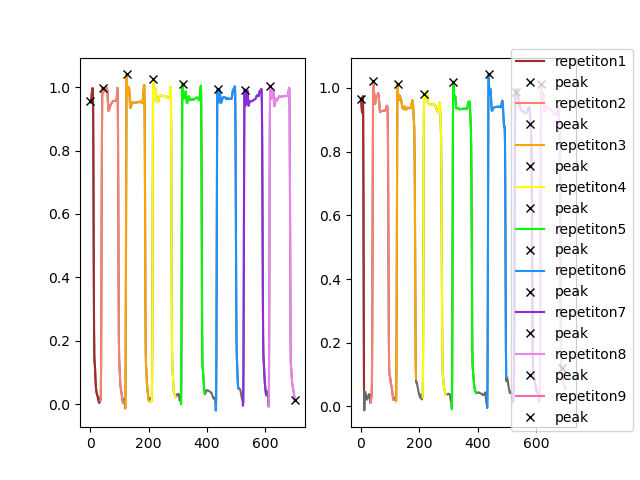 1.0
0.8
0.6
0.4
0.2
0.0
0 200 400 600
1.0
0.8
0.6
0.4
0.2
0.0
0 200 400 600
repetiton1
peak
repetiton2
peak
repetiton3
peak
repetiton4
peak
repetiton5
peak
repetiton6
peak
repetiton7
peak
repetiton8
peak
repetiton9
peak